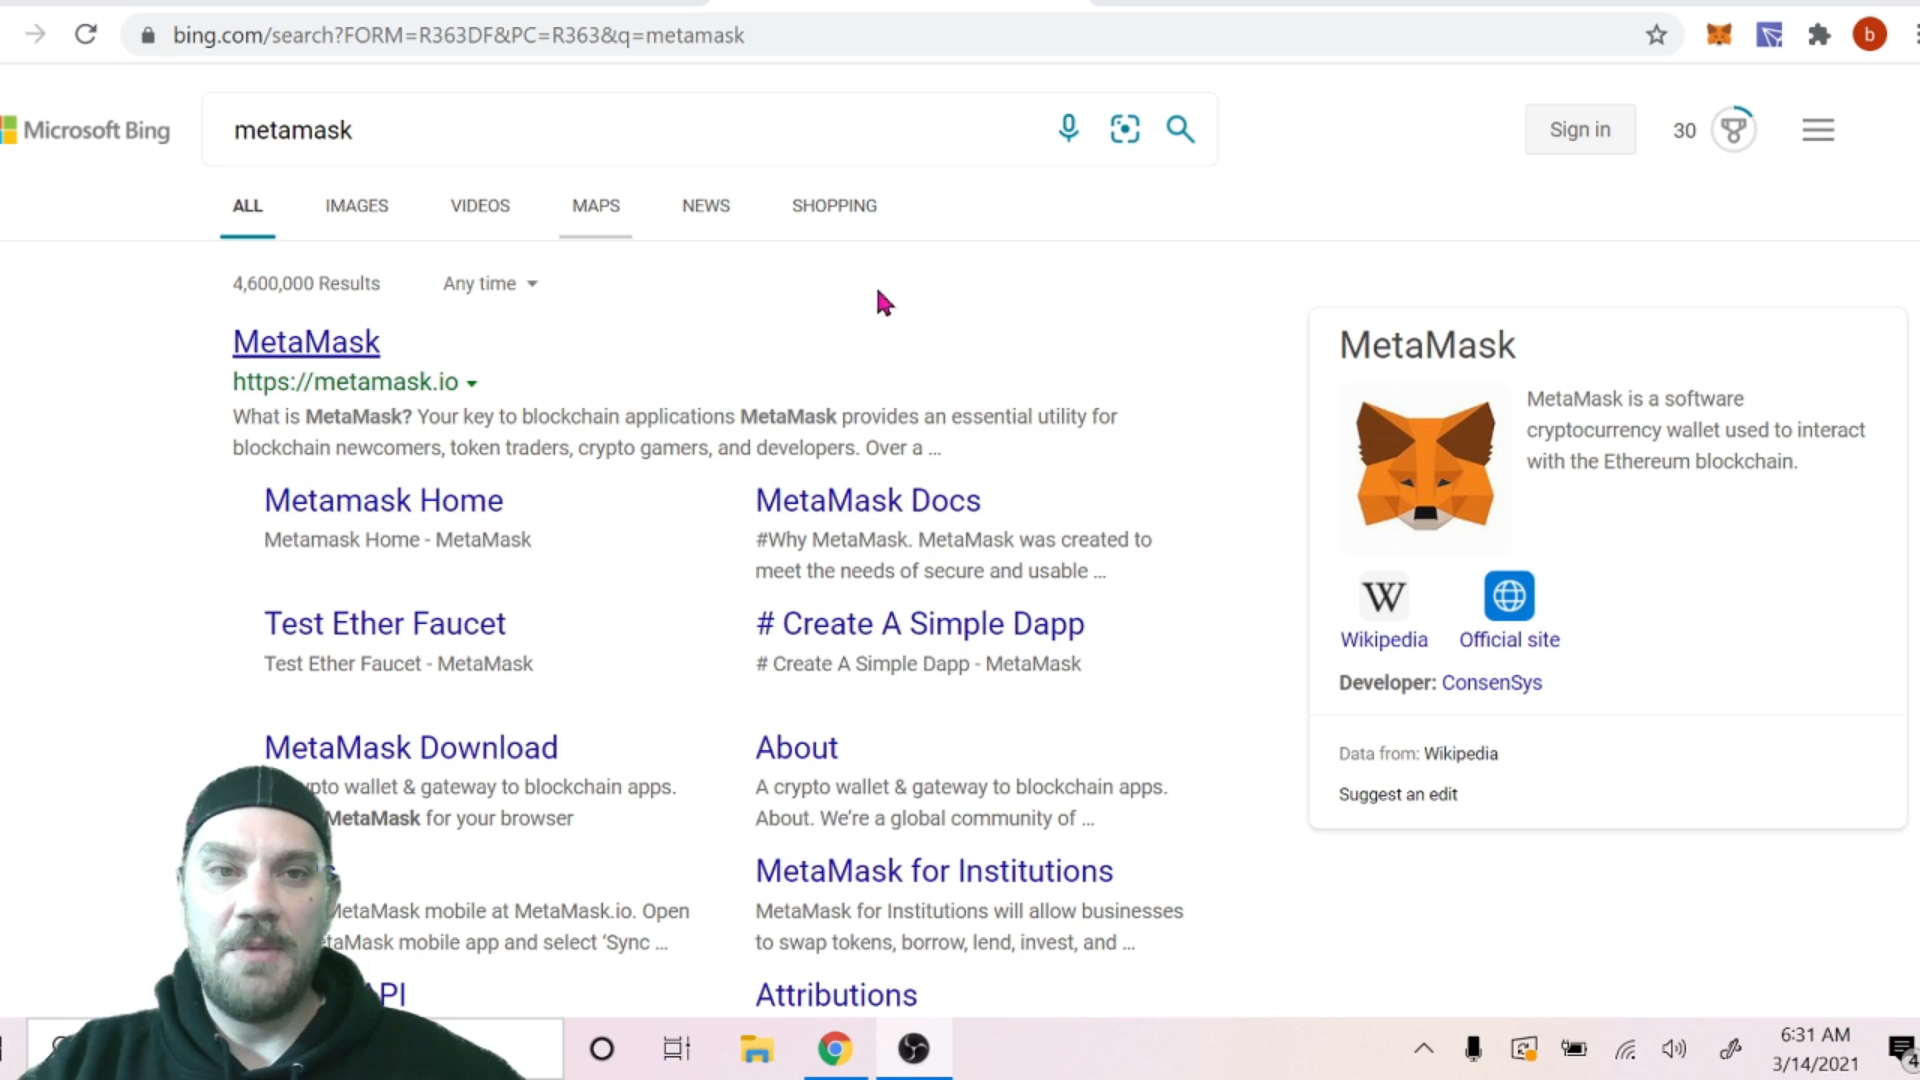 bing.com/search?FORM=R363DF&PC=R363&q=metamask
b
Microsoft Bing
metamask
Sign in
30
ALL IMAGES VIDEOS MAPS NEWS SHOPPING
4,600,000 Results Any time
MetaMask
https://metamask.io
What is MetaMask? Your key to blockchain applications MetaMask provides an essential utility for
blockchain newcomers, token traders, crypto gamers, and developers. Over a ...
Metamask Home
Metamask Home - MetaMask
MetaMask Docs
#Why MetaMask. MetaMask was created to
meet the needs of secure and usable ...
Test Ether Faucet
Test Ether Faucet - MetaMask
# Create A Simple Dapp
# Create A Simple Dapp - MetaMask
MetaMask Download
wallet & gateway to blockchain apps.
MetaMask for your browser
About
A crypto wallet & gateway to blockchain apps.
About. We're a global community of ...
MetaMask mobile at MetaMask.io. Open
mobile app and select 'Sync ...
MetaMask for Institutions
MetaMask for Institutions will allow businesses
to swap tokens, borrow, lend, invest, and ...
API
Attributions
MetaMask
MetaMask is a software
cryptocurrency wallet used to interact
with the Ethereum blockchain.
W
Wikipedia Official site
Developer: ConsenSys
Data from: Wikipedia
Suggest an edit
6:31 AM
3/14/2021
4